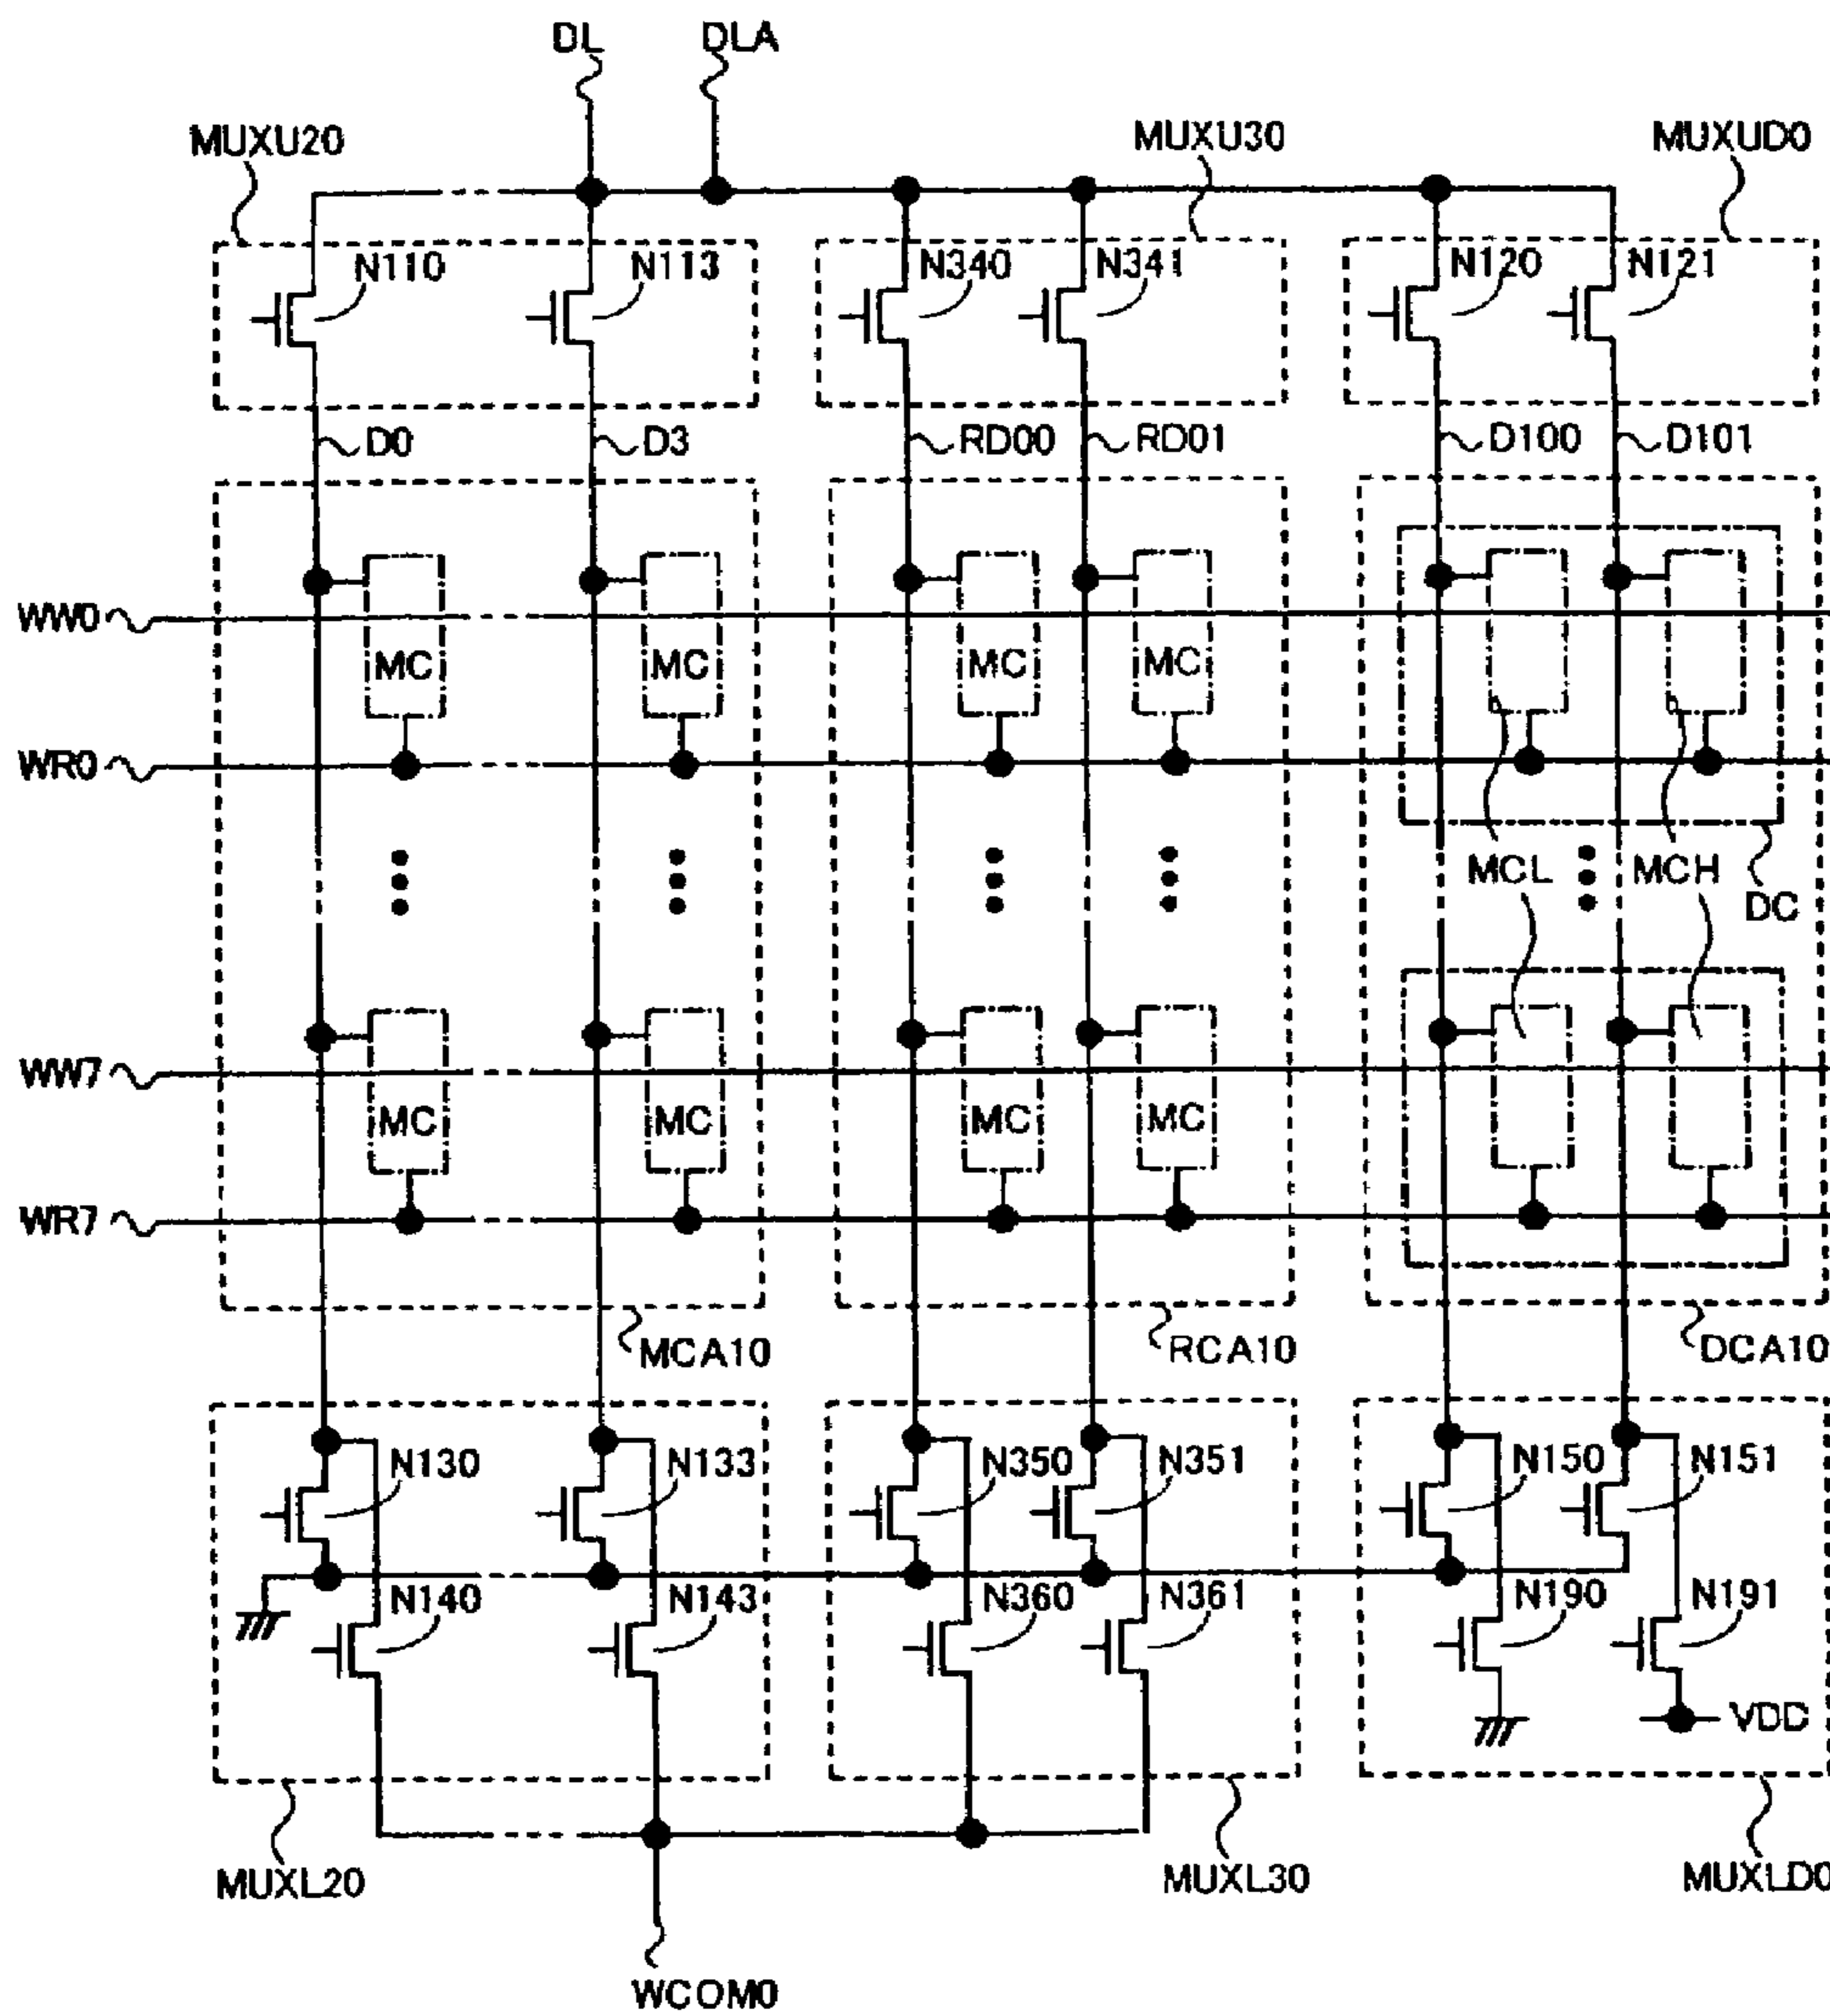 DL DLA
MUXU20 MUXU30 MUXUD0
N110 N113 N340 N341 N120 N121
D0 D3 RD00 RD01 D100 D101
WW0
MC MC MC MC
WR0
MCL MCH
DC
WW7
MC MC MC MC
WR7
MCA10 RCA10 DCA10
N130 N133 N350 N351 N150 N151
N140 N143 N360 N361 N190 N191
VDD
MUXL20 MUXL30 MUXLD0
WCOM0